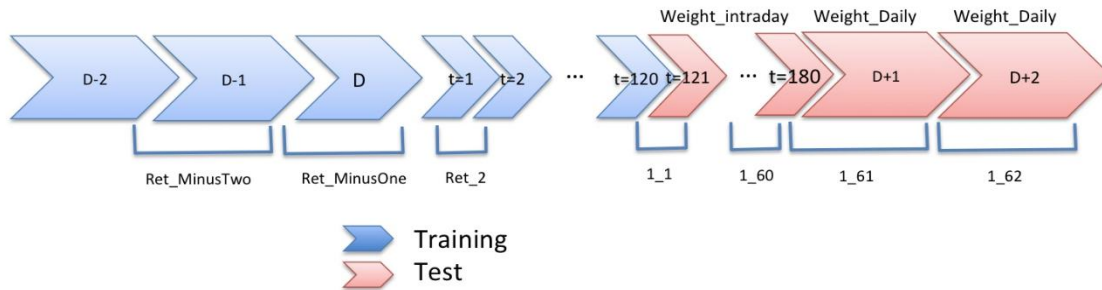 Weight_intraday Weight_Daily Weight_Daily
D-2 D-1 D t=1 t=2 ... t=120 t=121 ... t=180 D+1 D+2
Ret_MinusTwo Ret_MinusOne Ret_2 1_1 1_60 1_61 1_62
Training
Test